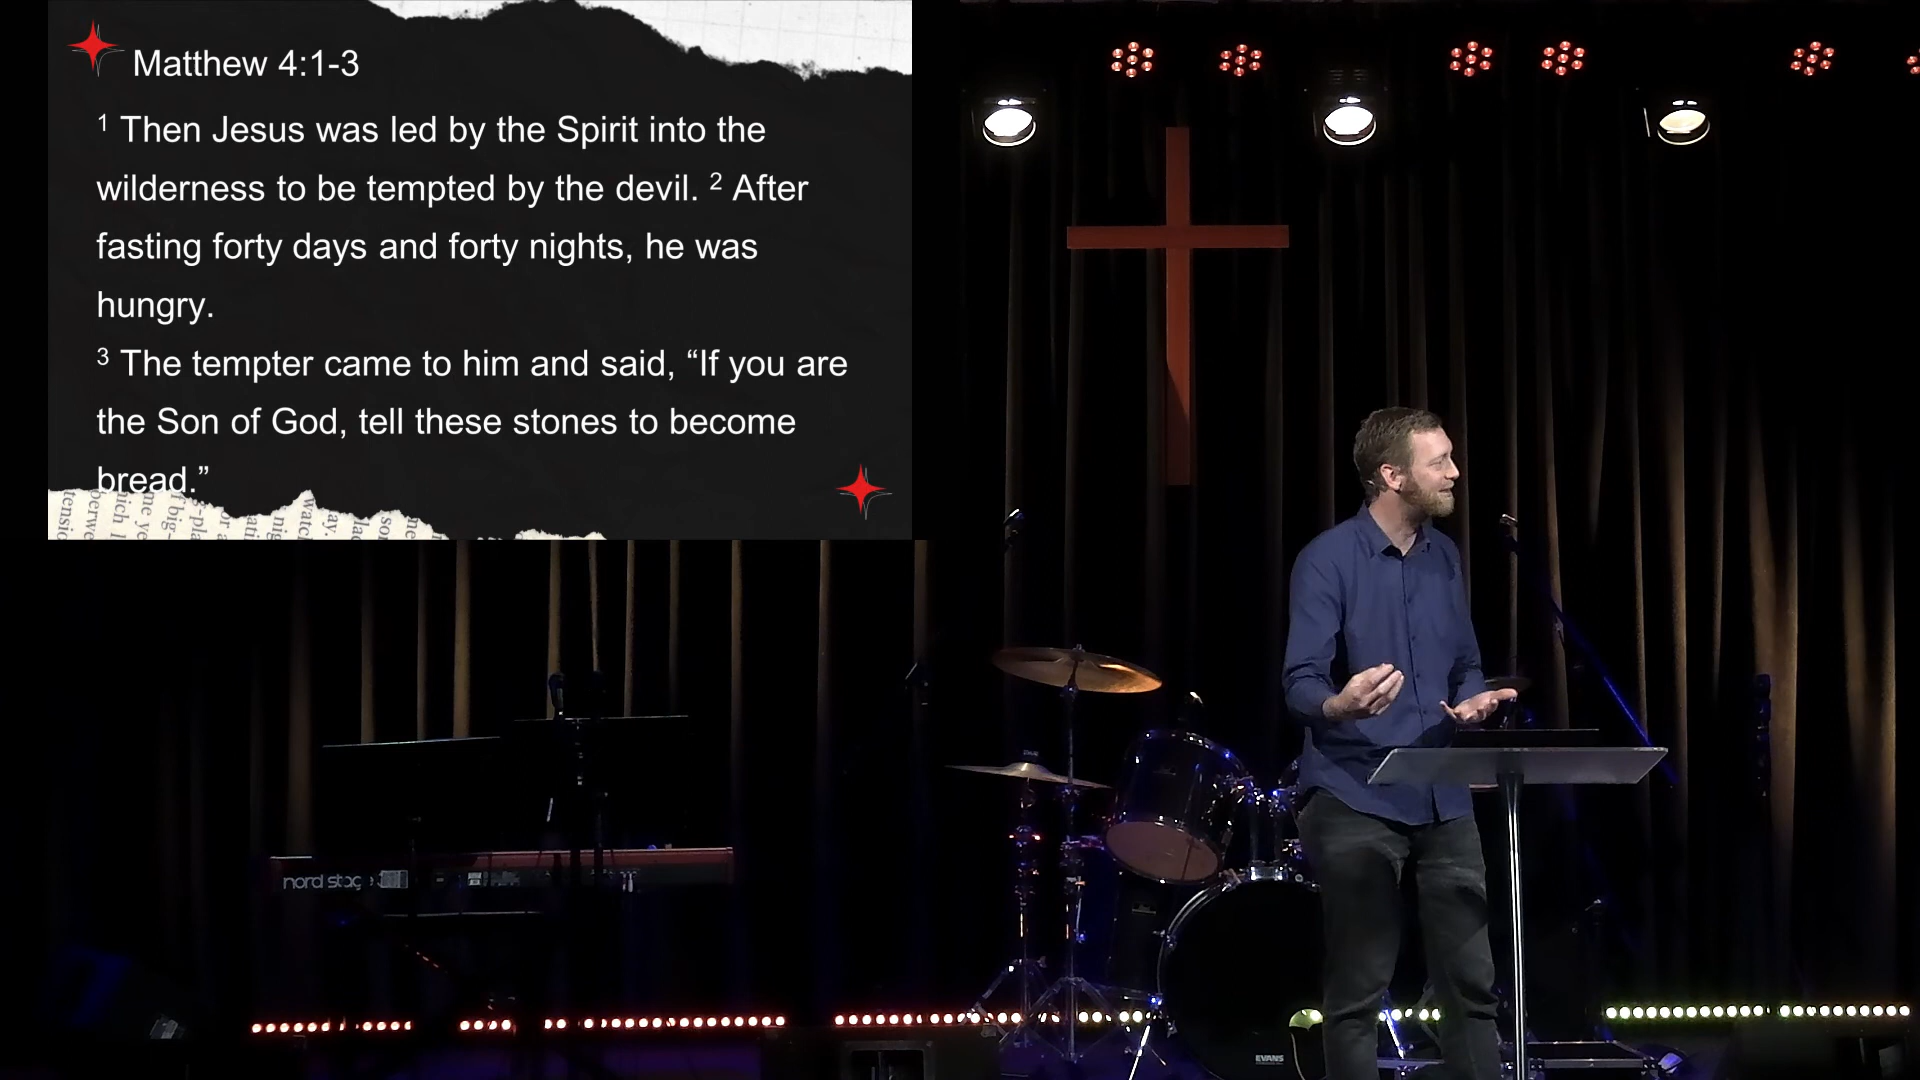 Matthew 4:1-3
1 Then Jesus was led by the Spirit into the
wilderness to be tempted by the devil. 2 After
fasting forty days and forty nights, he was
hungry.
3 The tempter came to him and said, “If you are
the Son of God, tell these stones to become
bread.”
nord stage
EVANS